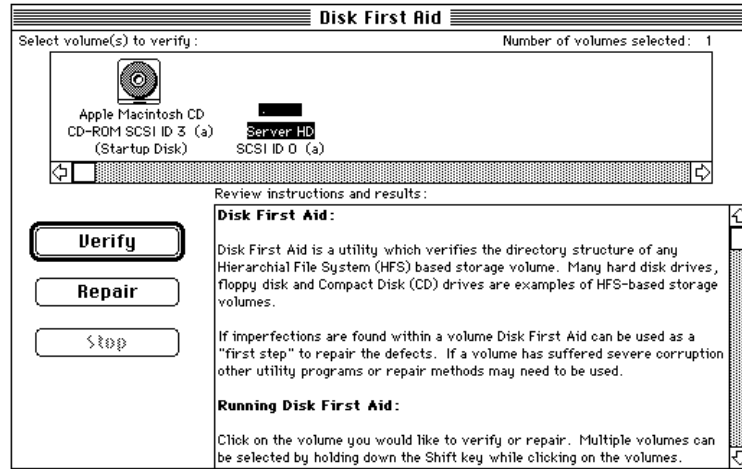 Disk First Aid
Select volume(s) to verify :
Number of volumes selected: 1
Apple Macintosh CD
CD-ROM SCSI ID 3 (a)
(Startup Disk)
Server HD
SCSI ID 0 (a)
Review instructions and results:
Verify
Repair
Stop
Disk First Aid:
Disk First Aid is a utility which verifies the directory structure of any
Hierarchial File System (HFS) based storage volume. Many hard disk drives,
floppy disk and Compact Disk (CD) drives are examples of HFS-based storage
volumes.
If imperfections are found within a volume Disk First Aid can be used as a
"first step" to repair the defects. If a volume has suffered severe corruption
other utility programs or repair methods may need to be used.
Running Disk First Aid:
Click on the volume you would like to verify or repair. Multiple volumes can
be selected by holding down the Shift key while clicking on the volumes.